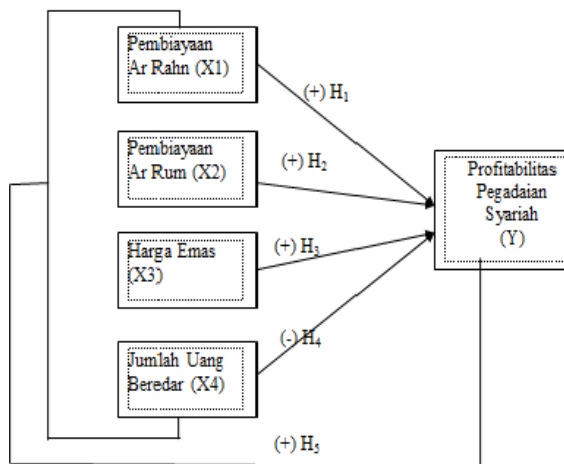 Pembiayaan
Ar Rahn (X1)
(+) H1
Pembiayaan
Ar Rum (X2)
(+) H2
Profitabilitas
Pegadaian
Syariah
(Y)
Harga Emas
(X3)
(+) H3
(-) H4
Jumlah Uang
Beredar (X4)
(+) H5